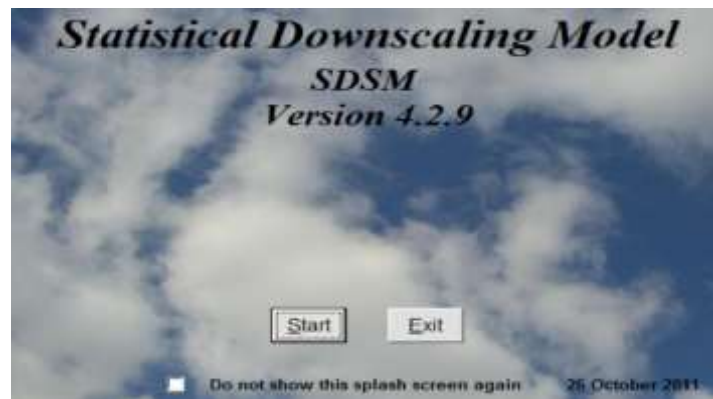 Statistical Downscaling Model
SDSM
Version 4.2.9
Start Exit
Do not show this splash screen again 26 October 2011